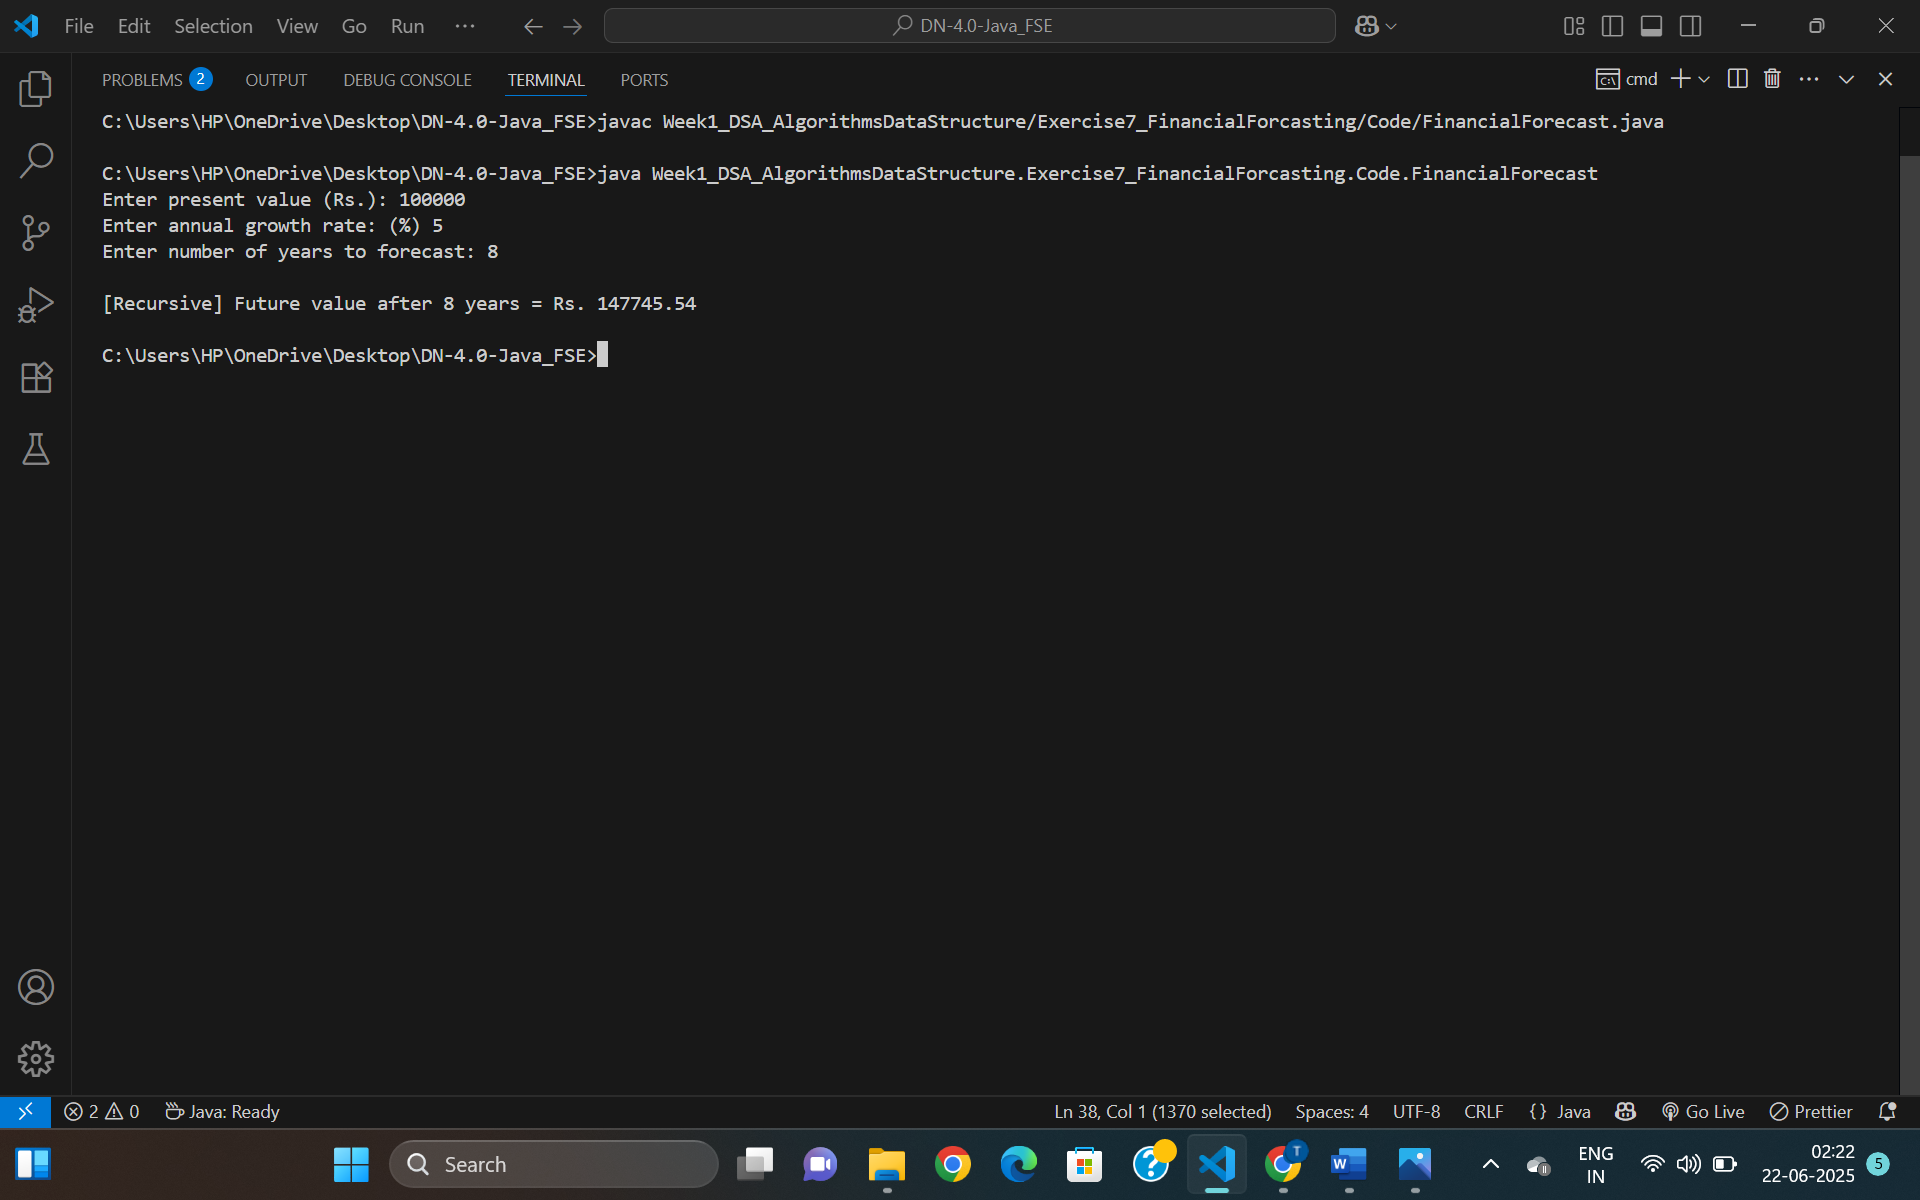 File Edit Selection View Go Run ··· DN-4.0-Java_FSE
PROBLEMS 2 OUTPUT DEBUG CONSOLE TERMINAL PORTS cmd
C:\Users\HP\OneDrive\Desktop\DN-4.0-Java_FSE>javac Week1_DSA_AlgorithmsDataStructure/Exercise7_FinancialForcasting/Code/FinancialForecast.java
C:\Users\HP\OneDrive\Desktop\DN-4.0-Java_FSE>java Week1_DSA_AlgorithmsDataStructure.Exercise7_FinancialForcasting.Code.FinancialForecast
Enter present value (Rs.): 100000
Enter annual growth rate: (%) 5
Enter number of years to forecast: 8
[Recursive] Future value after 8 years = Rs. 147745.54
C:\Users\HP\OneDrive\Desktop\DN-4.0-Java_FSE>
2 0 Java: Ready Ln 38, Col 1 (1370 selected) Spaces: 4 UTF-8 CRLF {} Java Go Live Prettier
Search ENG 02:22
IN 22-06-2025 5